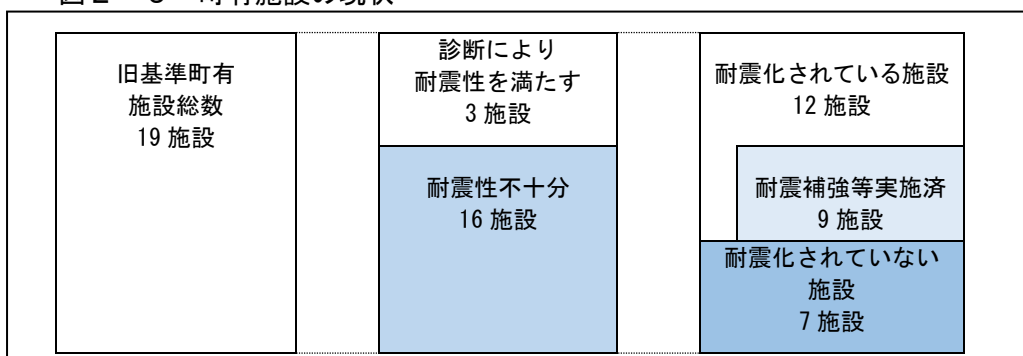 旧基準町有
施設総数
19 施設
診断により
耐震性を満たす
3 施設
耐震性不十分
16 施設
耐震化されている施設
12 施設
耐震補強等実施済
9 施設
耐震化されていない
施設
7 施設